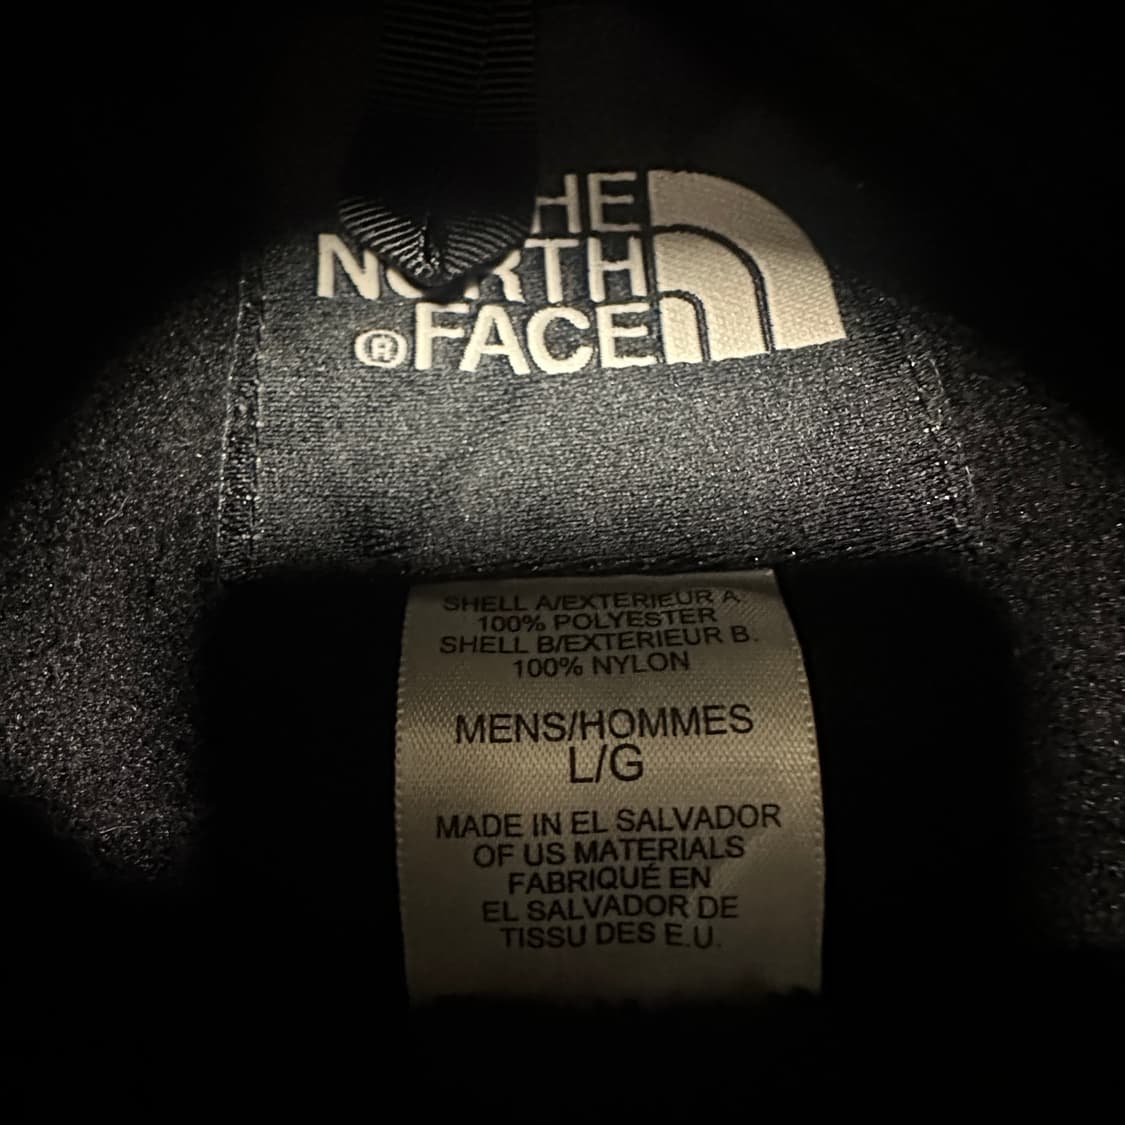 HE
NORTH
®FACE
SHELL A/EXTERIEUR A.
100% POLYESTER
SHELL B/EXTERIEUR B.
100% NYLON
MENS/HOMMES
L/G
MADE IN EL SALVADOR
OF US MATERIALS
FABRIQUÉ EN
EL SALVADOR DE
TISSU DES E.U.